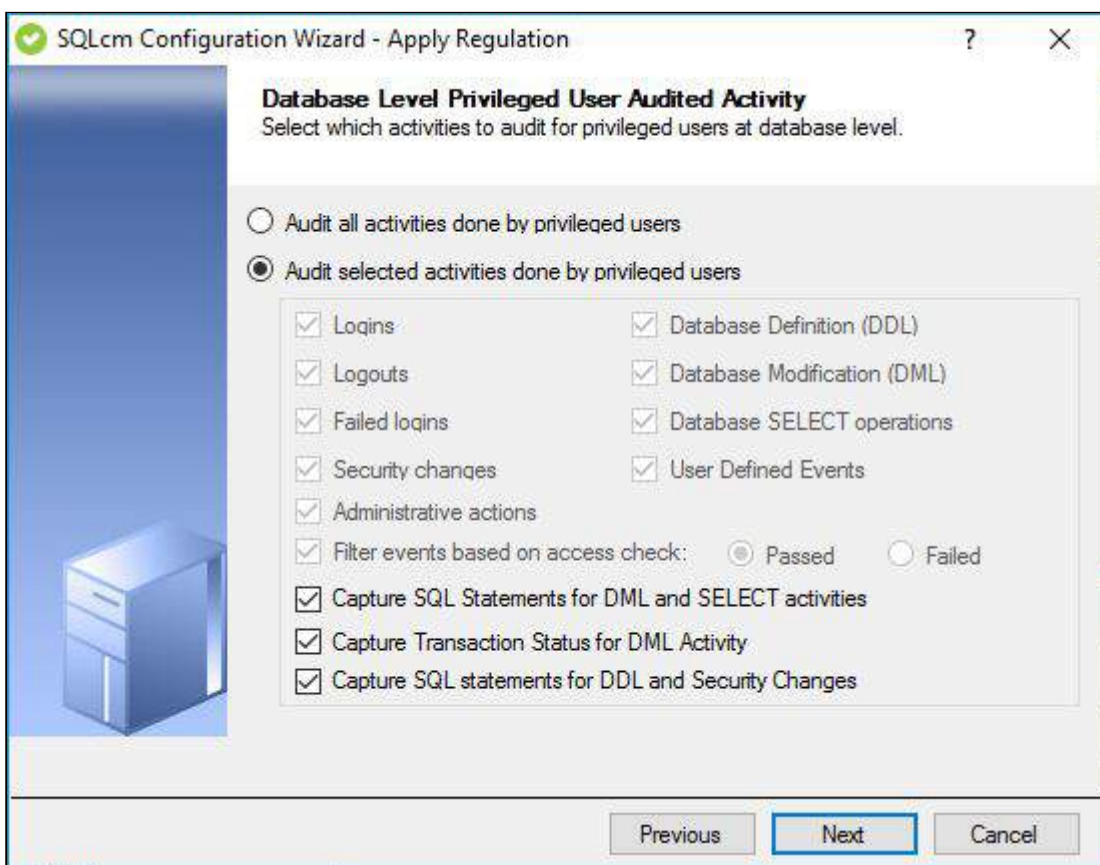 SQLcm Configuration Wizard - Apply Regulation ?
Database Level Privileged User Audited Activity
Select which activities to audit for privileged users at database level.
Audit all activities done by privileged users
Audit selected activities done by privileged users
Logins Database Definition (DDL)
Logouts Database Modification (DML)
Failed logins Database SELECT operations
Security changes User Defined Events
Administrative actions
Filter events based on access check: Passed Failed
Capture SQL Statements for DML and SELECT activities
Capture Transaction Status for DML Activity
Capture SQL statements for DDL and Security Changes
Previous Next Cancel